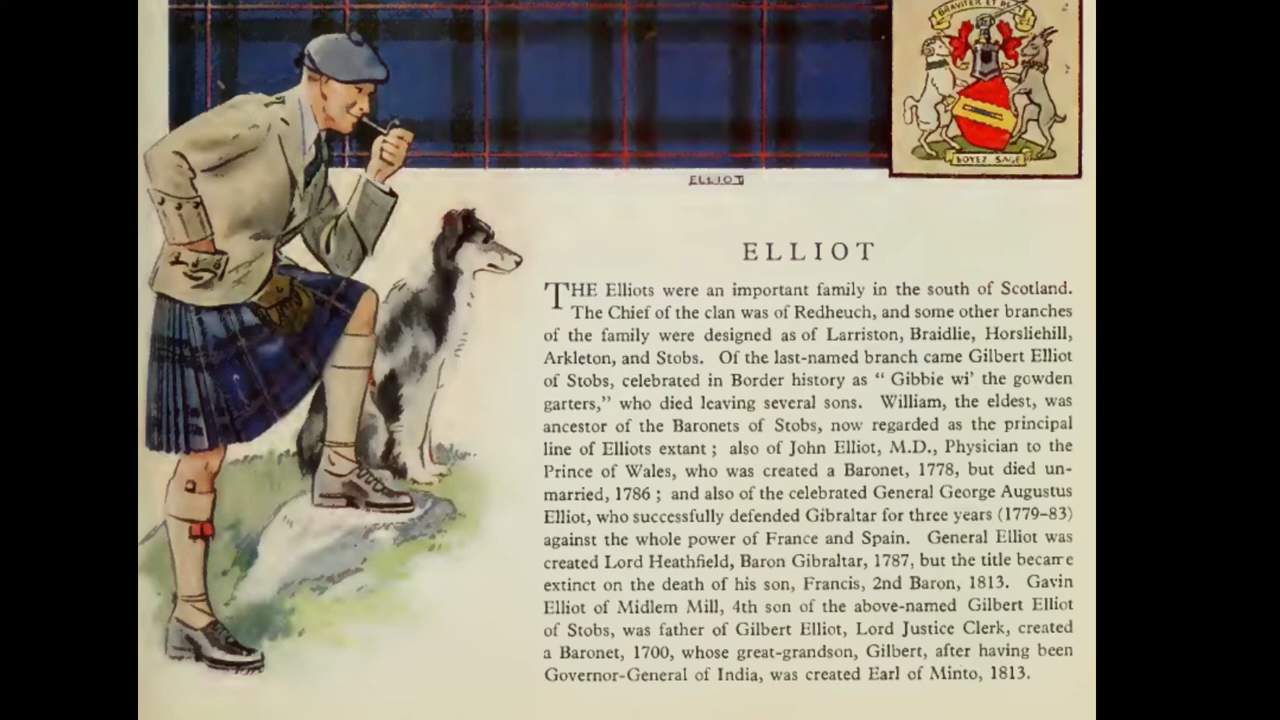 BRAVITER ET
SOYEZ SAGE
ELLIOT
ELLIOT
THE Elliots were an important family in the south of Scotland.
The Chief of the clan was of Redheuch, and some other branches
of the family were designed as of Larriston, Braidlie, Horsliehill,
Arkleton, and Stobs. Of the last-named branch came Gilbert Elliot
of Stobs, celebrated in Border history as “ Gibbie wi’ the gowden
garters,” who died leaving several sons. William, the eldest, was
ancestor of the Baronets of Stobs, now regarded as the principal
line of Elliots extant ; also of John Elliot, M.D., Physician to the
Prince of Wales, who was created a Baronet, 1778, but died un-
married, 1786 ; and also of the celebrated General George Augustus
Elliot, who successfully defended Gibraltar for three years (1779–83)
against the whole power of France and Spain. General Elliot was
created Lord Heathfield, Baron Gibraltar, 1787, but the title became
extinct on the death of his son, Francis, 2nd Baron, 1813. Gavin
Elliot of Midlem Mill, 4th son of the above-named Gilbert Elliot
of Stobs, was father of Gilbert Elliot, Lord Justice Clerk, created
a Baronet, 1700, whose great-grandson, Gilbert, after having been
Governor-General of India, was created Earl of Minto, 1813.